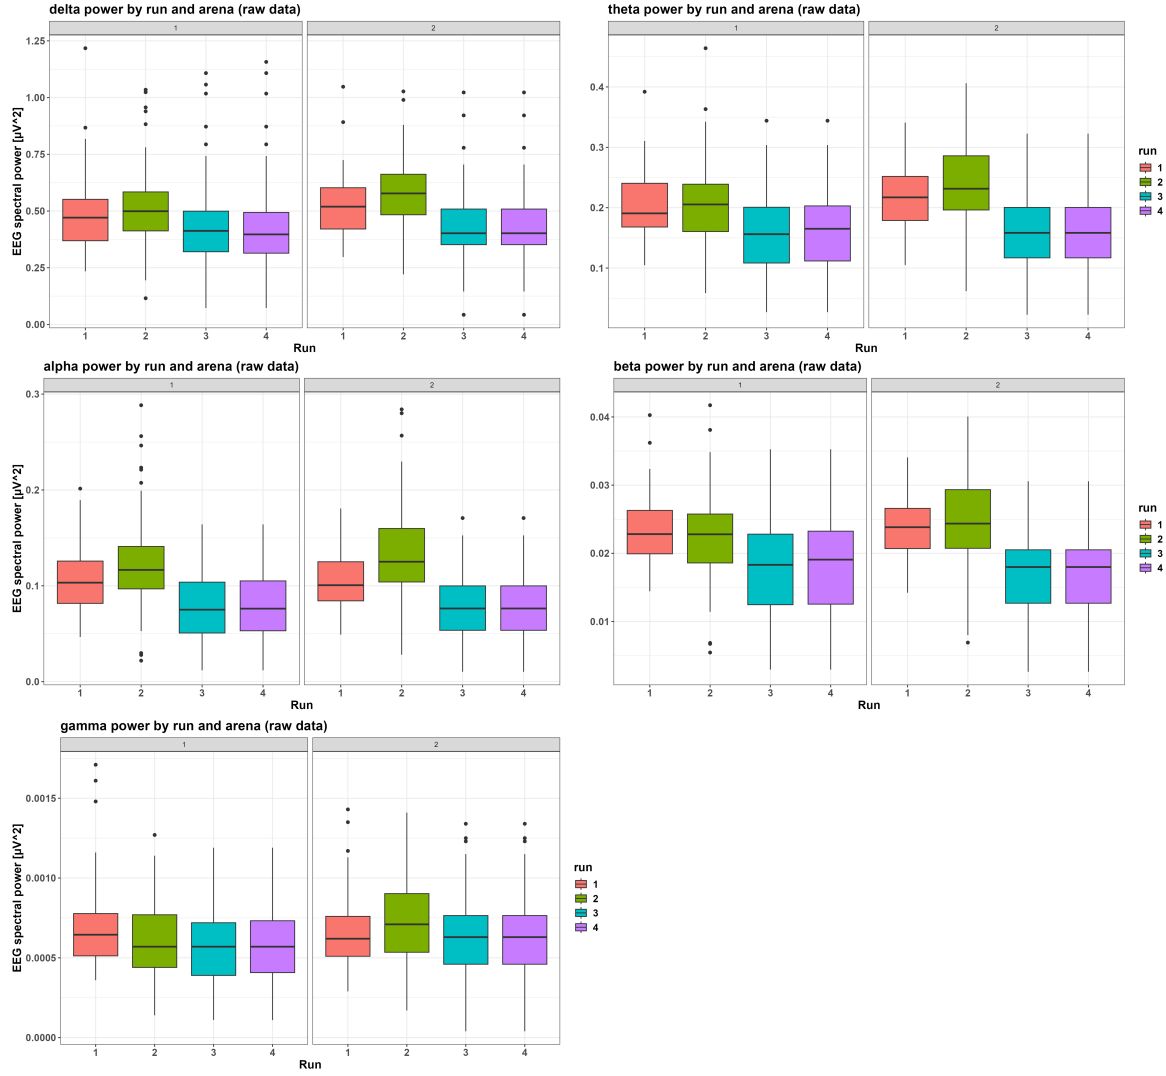 delta power by run and arena (raw data)
1 2
EEG spectral power [µV^2]
1.25
1.00
0.75
0.50
0.25
0.00
1 2 3 4 1 2 3 4
Run
theta power by run and arena (raw data)
1 2
0.4
0.3
0.2
0.1
1 2 3 4 1 2 3 4
Run
run
1
2
3
4
alpha power by run and arena (raw data)
1 2
EEG spectral power [µV^2]
0.3
0.2
0.1
0.0
1 2 3 4 1 2 3 4
Run
beta power by run and arena (raw data)
1 2
0.04
0.03
0.02
0.01
1 2 3 4 1 2 3 4
Run
run
1
2
3
4
gamma power by run and arena (raw data)
1 2
EEG spectral power [µV^2]
0.0015
0.0010
0.0005
0.0000
1 2 3 4 1 2 3 4
Run
run
1
2
3
4